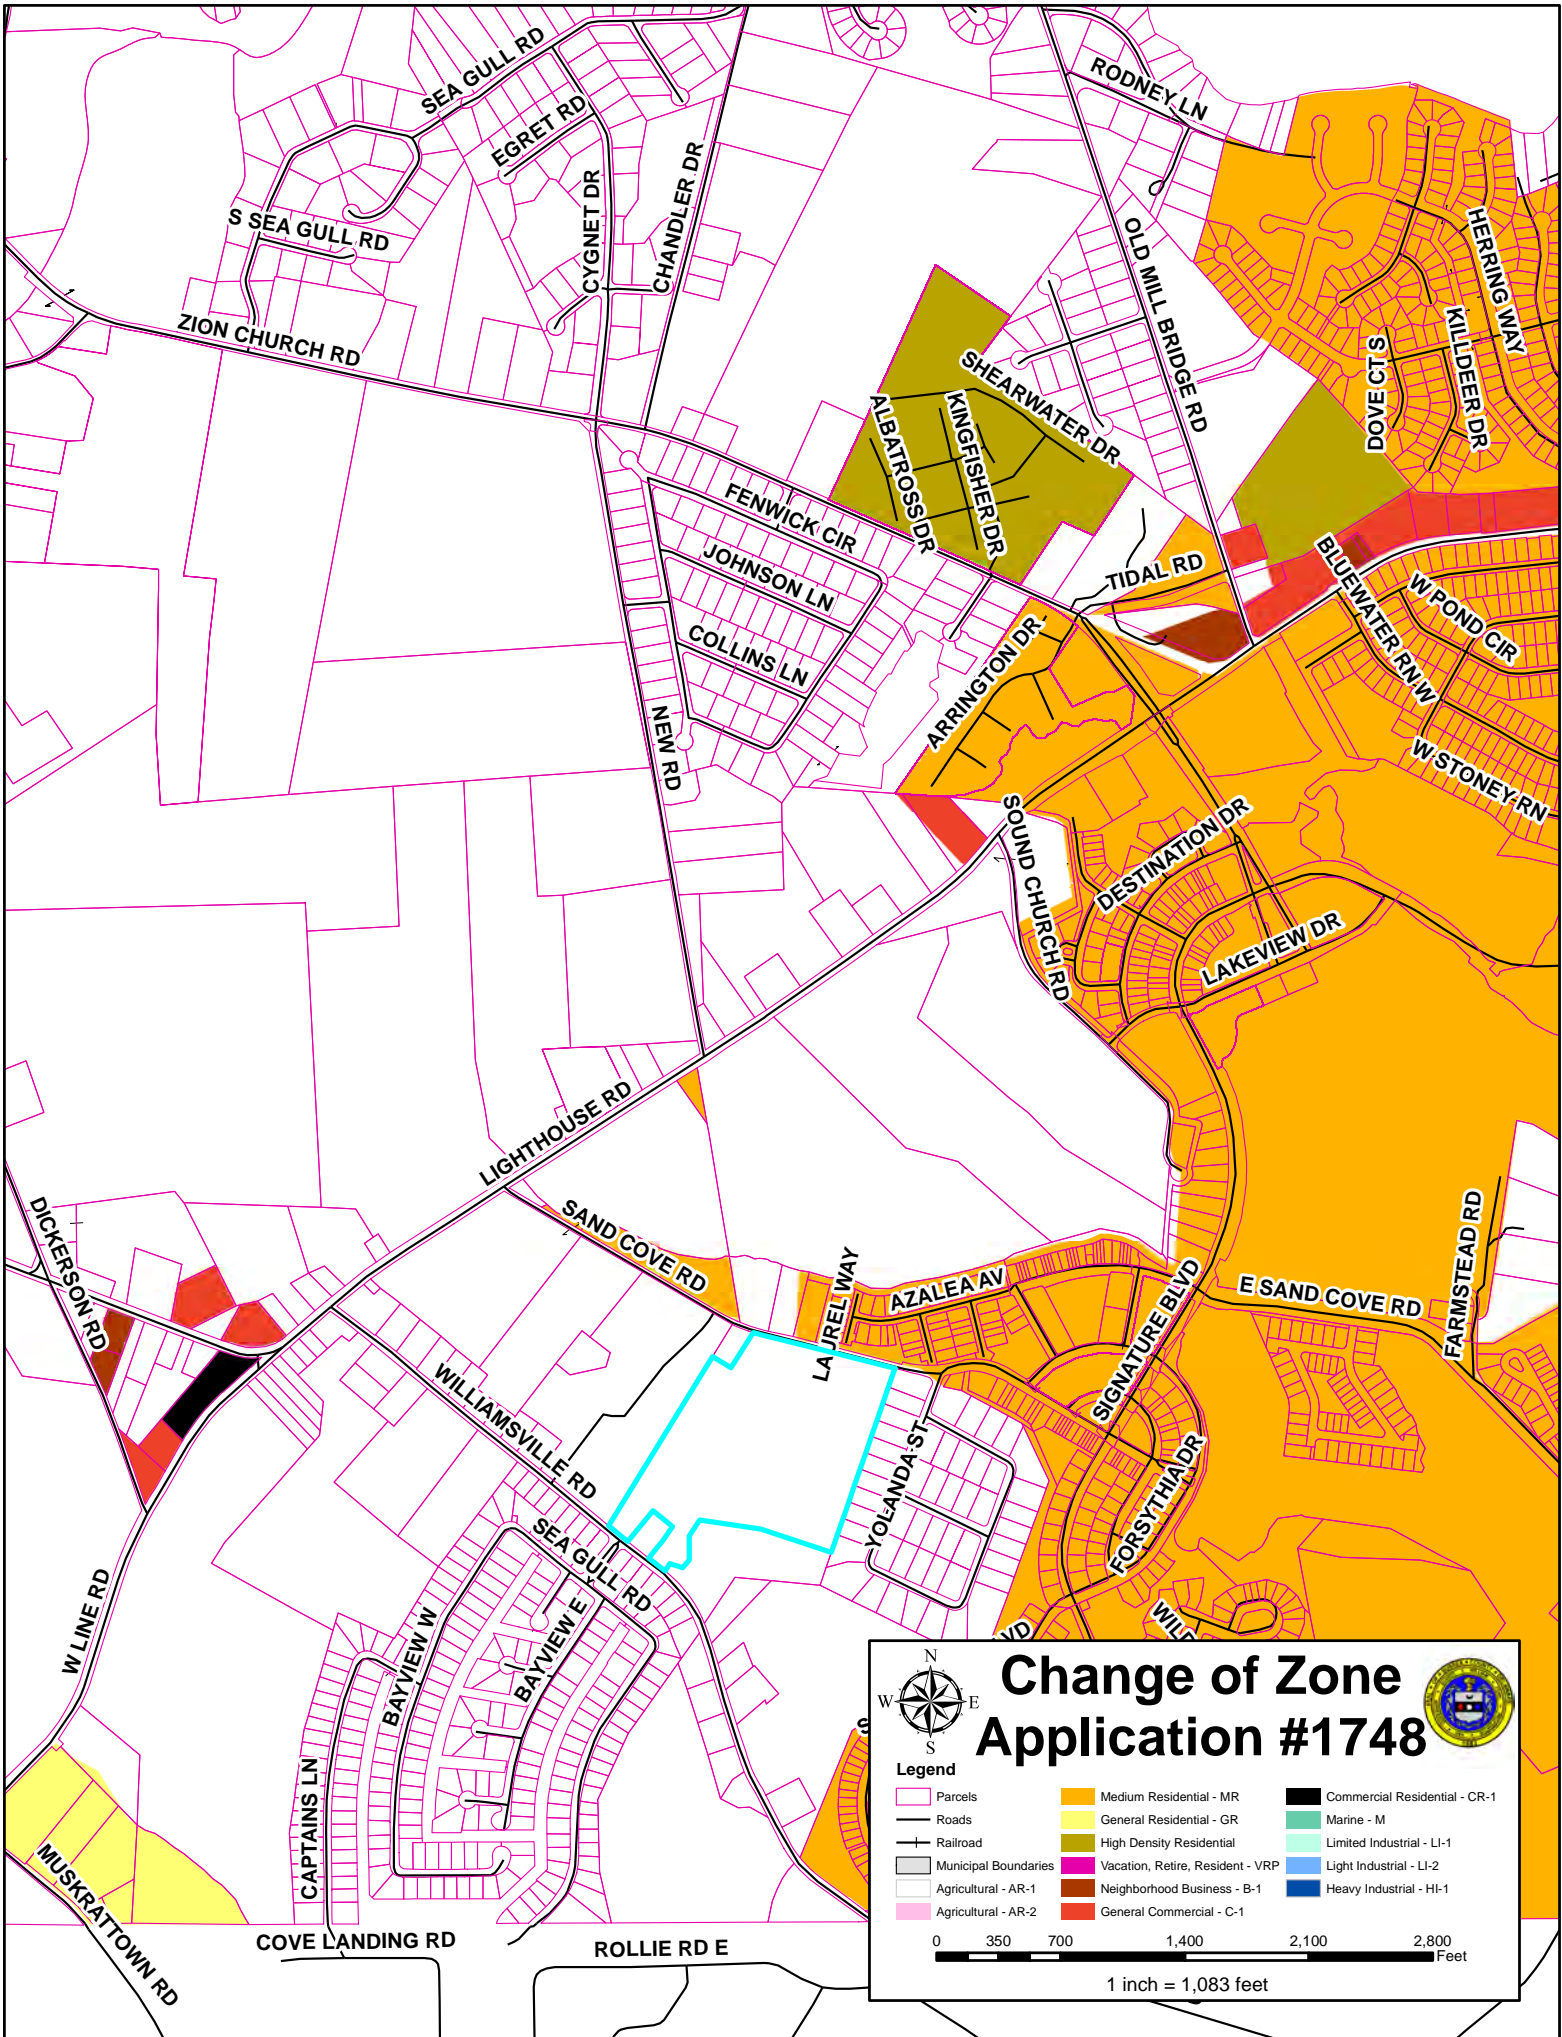 SEA GULL RD
RODNEY LN
EGRET RD
CHANDLER DR
CYGNET DR
S SEA GULL RD
HERRING WAY
OLD MILL BRIDGE RD
ZION CHURCH RD
KILLDEER DR
DOVE CT S
SHEARWATER DR
ALBATROSS DR
KINGFISHER DR
FENWICK CIR
JOHNSON LN
TIDAL RD
BLUEWATER RN W
W POND CIR
COLLINS LN
ARRINGTON DR
NEW RD
W STONEY RN
SOUND CHURCH RD
DESTINATION DR
LAKEVIEW DR
LIGHTHOUSE RD
DICKERSON RD
SAND COVE RD
LAUREL WAY
AZALEA AV
SIGNATURE BLVD
E SAND COVE RD
FARMSTEAD RD
WILLIAMSVILLE RD
YOLANDA ST
FORSYTHIA DR
SEA GULL RD
W LINE RD
BAYVIEW W
BAYVIEW E
VD
WILD
S
CAPTAINS LN
MUSKRATTOWN RD
COVE LANDING RD
ROLLIE RD E
N
W E
S
Change of Zone
Application #1748
Legend
Parcels
Roads
Railroad
Municipal Boundaries
Agricultural - AR-1
Agricultural - AR-2
Medium Residential - MR
General Residential - GR
High Density Residential
Vacation, Retire, Resident - VRP
Neighborhood Business - B-1
General Commercial - C-1
Commercial Residential - CR-1
Marine - M
Limited Industrial - LI-1
Light Industrial - LI-2
Heavy Industrial - HI-1
0 350 700 1,400 2,100 2,800
Feet
1 inch = 1,083 feet